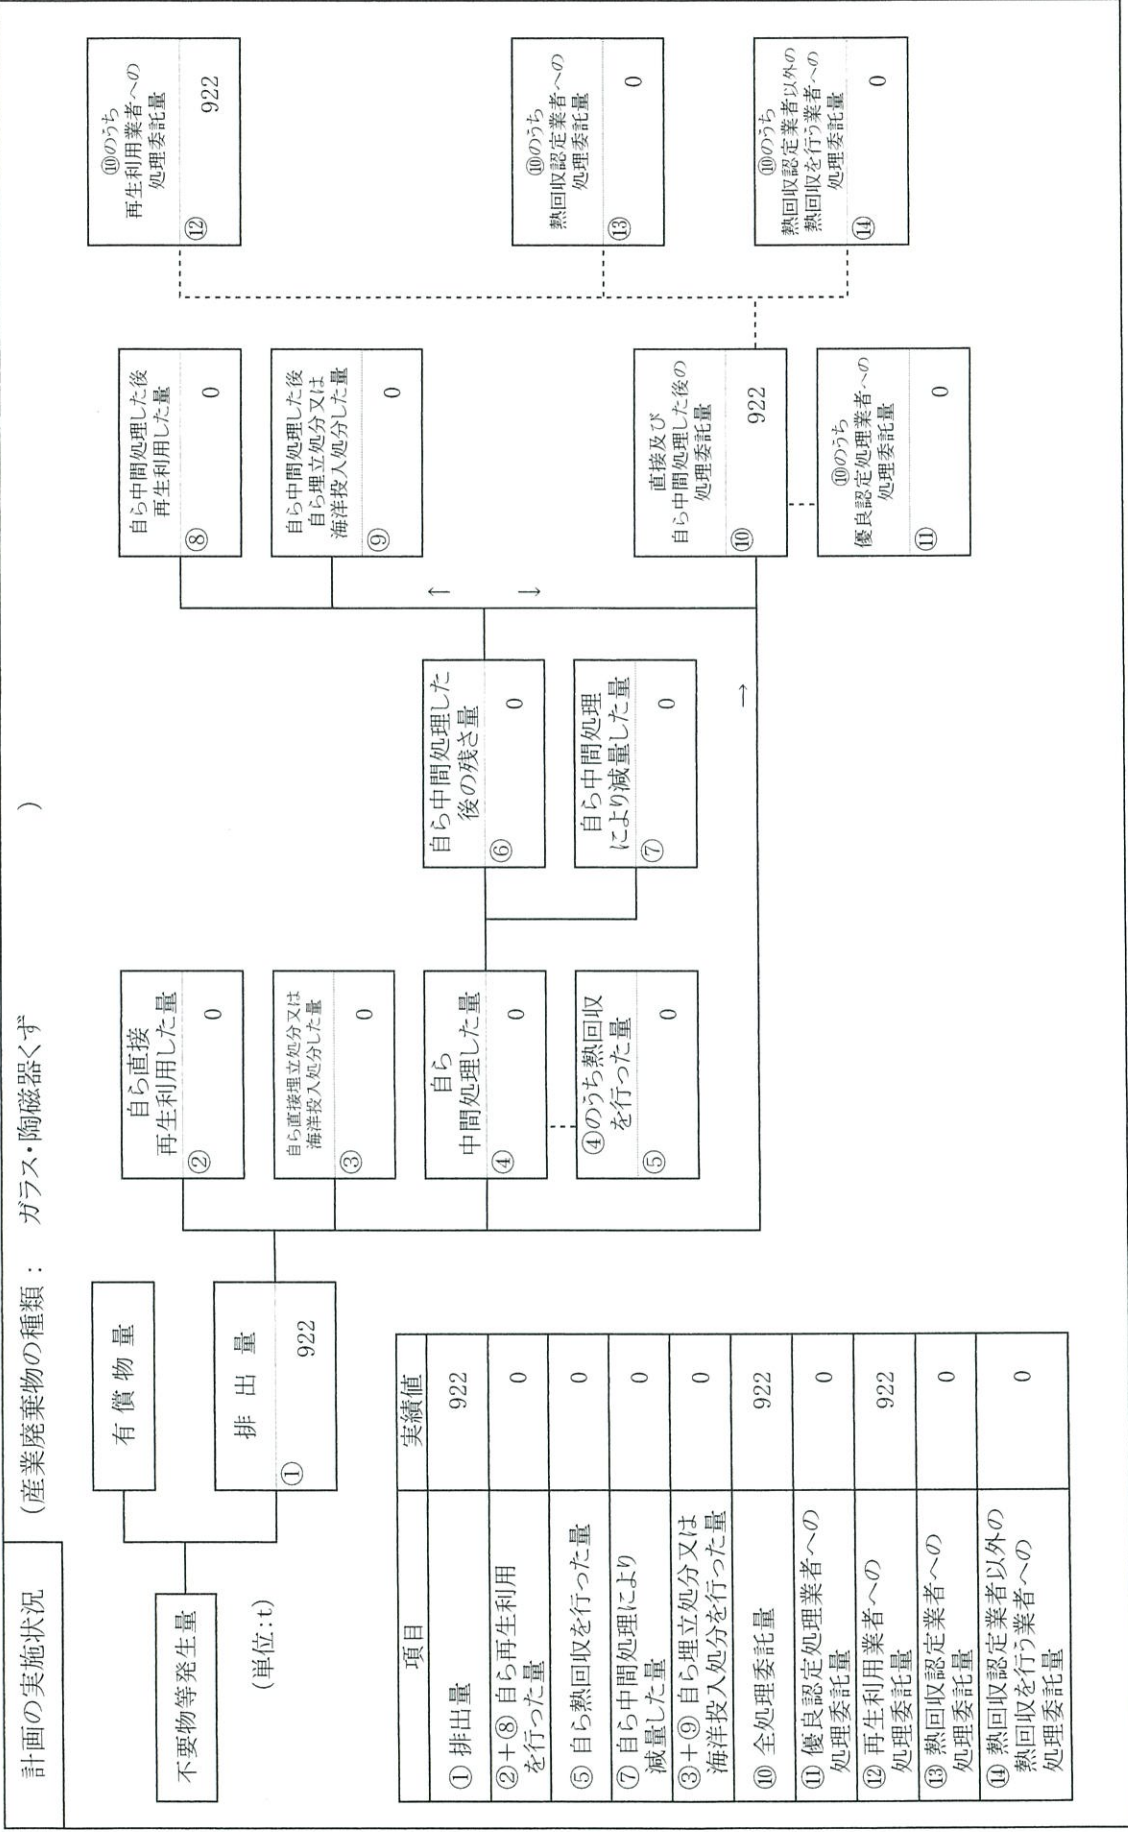 計画の実施状況
(産業廃棄物の種類： ガラス・陶磁器くず )
不要物等発生量
(単位:t)
有償物量
排出量
① 922
自ら直接
再生利用した量
② 0
自ら直接埋立処分又は
海洋投入処分した量
③ 0
自ら
中間処理した量
④ 0
④のうち熱回収
を行った量
⑤ 0
自ら中間処理した
後の残さ量
⑥ 0
自ら中間処理
により減量した量
⑦ 0
自ら中間処理した後
再生利用した量
⑧ 0
自ら中間処理した後
自ら埋立処分又は
海洋投入処分した量
⑨ 0
↑
↓
→
直接及び
自ら中間処理した後の
処理委託量
⑩ 922
⑩のうち
優良認定処理業者への
処理委託量
⑪ 0
⑩のうち
再生利用業者への
処理委託量
⑫ 922
⑩のうち
熱回収認定業者への
処理委託量
⑬ 0
⑩のうち
熱回収認定業者以外の
熱回収を行う業者への
処理委託量
⑭ 0
項目 実績値
① 排出量 922
②+⑧ 自ら再生利用
を行った量 0
⑤ 自ら熱回収を行った量 0
⑦ 自ら中間処理により
減量した量 0
③+⑨ 自ら埋立処分又は
海洋投入処分を行った量 0
⑩ 全処理委託量 922
⑪ 優良認定処理業者への
処理委託量 0
⑫ 再生利用業者への
処理委託量 922
⑬ 熱回収認定業者への
処理委託量 0
⑭ 熱回収認定業者以外の
熱回収を行う業者への
処理委託量 0